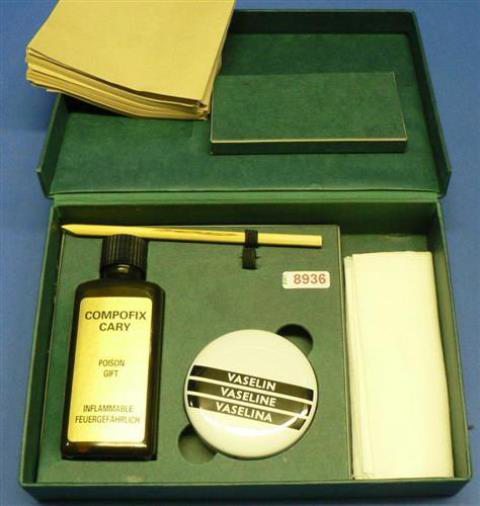 8936
COMPOFIX
CARY
POISON
GIFT
INFLAMMABLE
FEUERGEFÄHRLICH
VASELIN
VASELINE
VASELINA